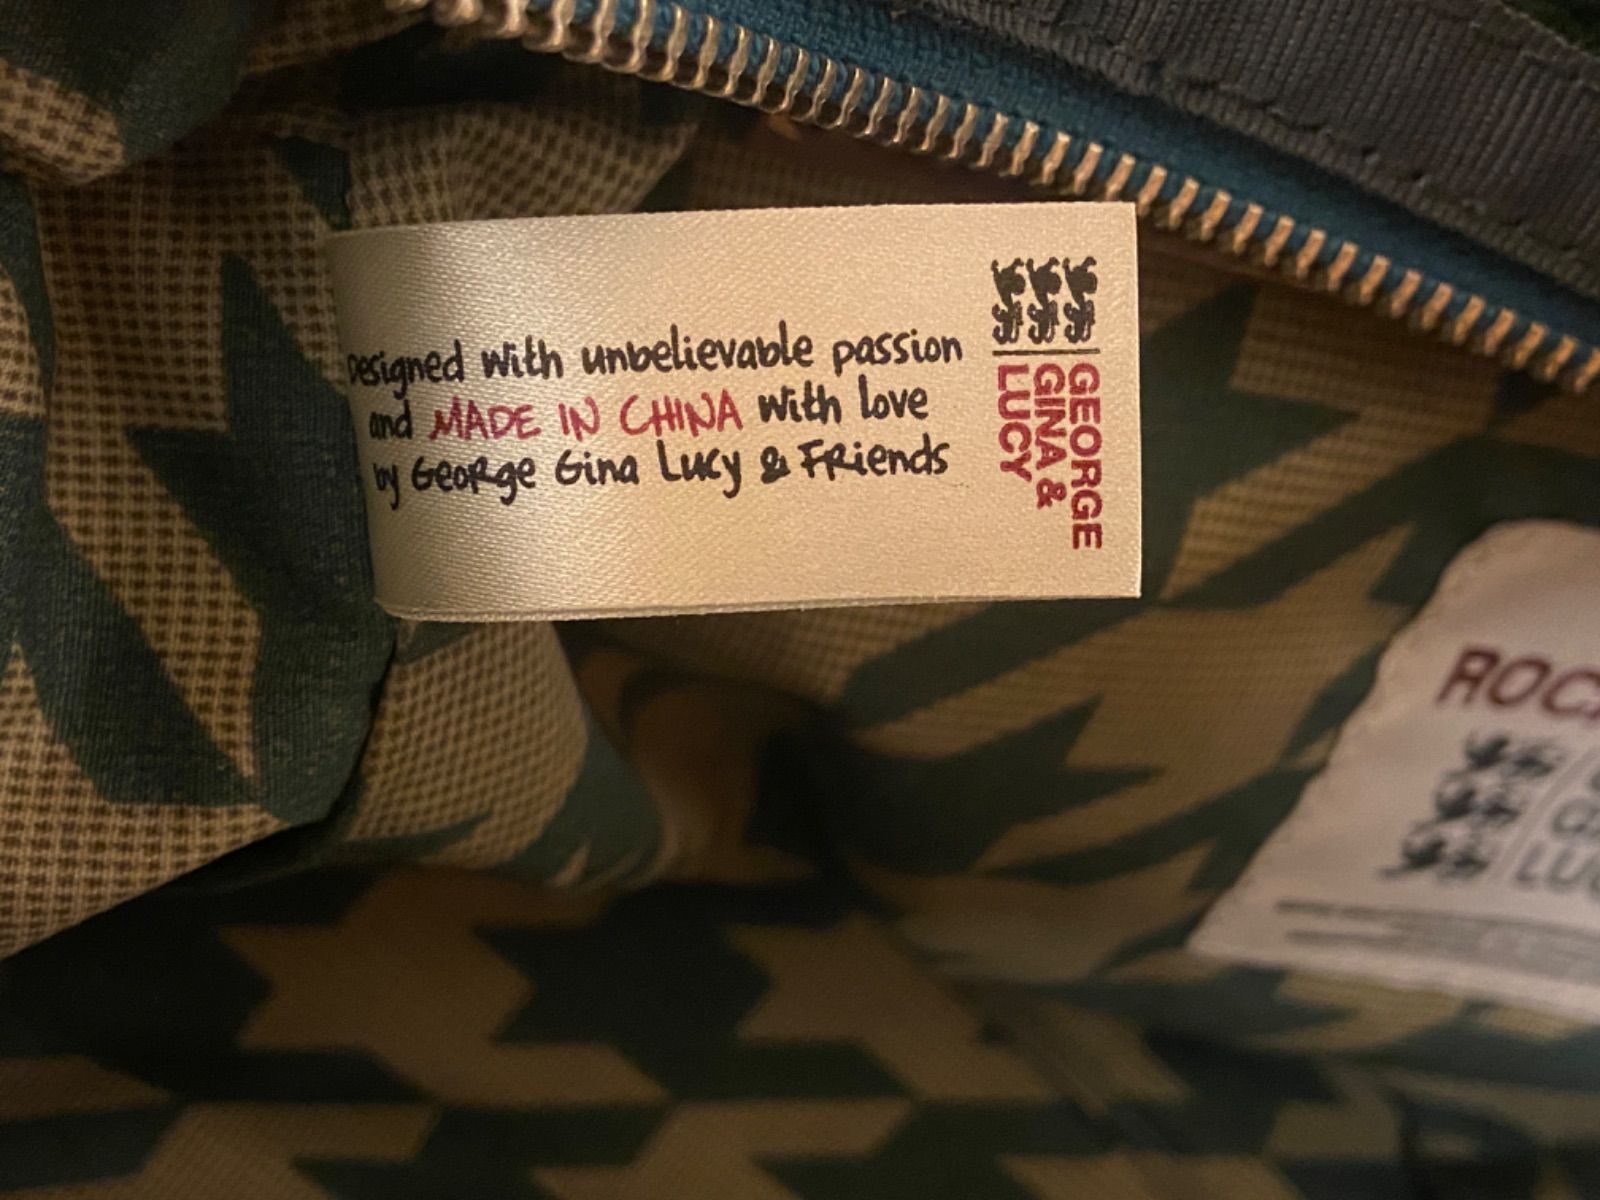 Designed with unbelievable passion
and MADE IN CHINA with love
by George Gina Lucy & Friends
GEORGE
GINA &
LUCY